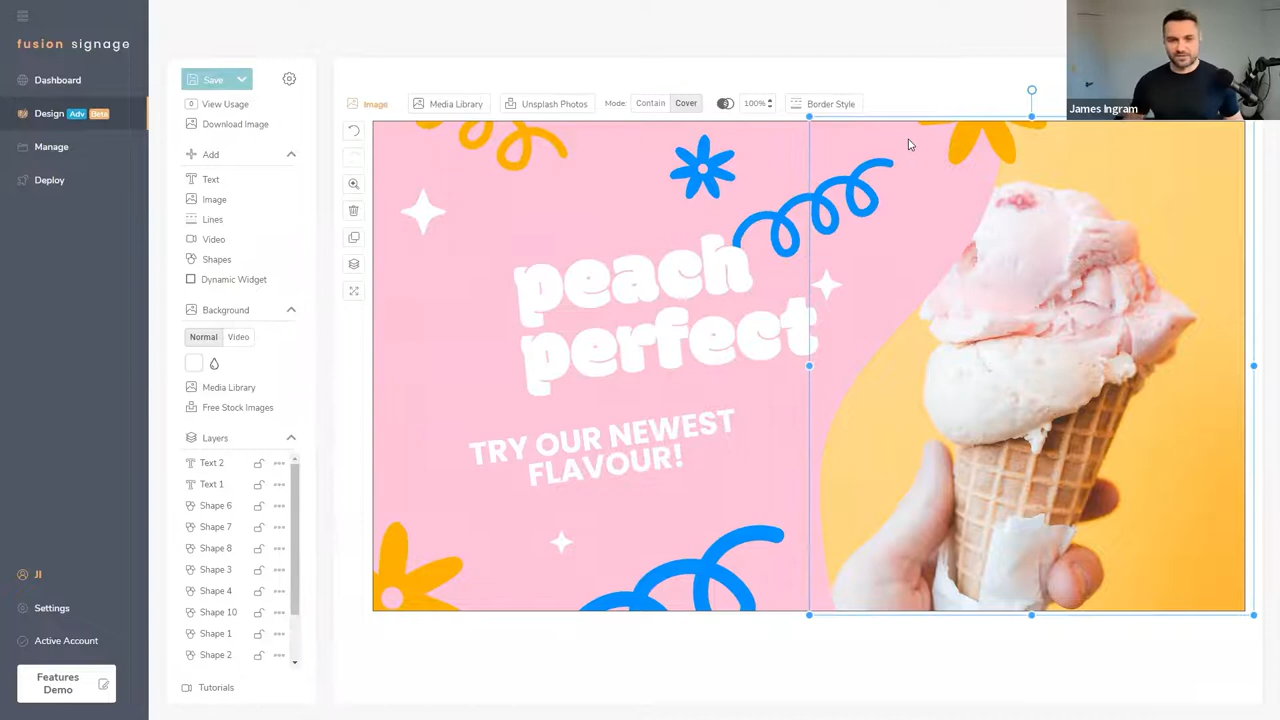 fusion signage
Dashboard
Design Adv Beta
Manage
Deploy
JI
Settings
Active Account
Features
Demo
Save
View Usage
Download Image
Add
Text
Image
Lines
Video
Shapes
Dynamic Widget
Background
Normal Video
Media Library
Free Stock Images
Layers
Text 2
Text 1
Shape 6
Shape 7
Shape 8
Shape 3
Shape 4
Shape 10
Shape 1
Shape 2
Tutorials
Image Media Library Unsplash Photos Mode: Contain Cover 100% Border Style
James Ingram
peach
perfect
TRY OUR NEWEST
FLAVOUR!